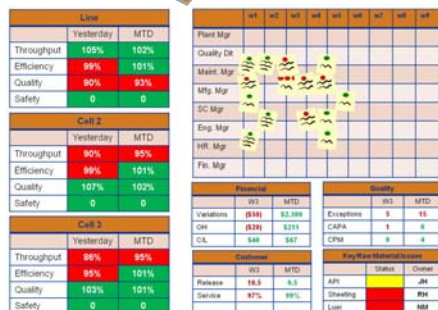 Line
Yesterday MTD
Throughput 105% 102%
Efficiency 99% 101%
Quality 90% 93%
Safety 0 0
Cell 2
Yesterday MTD
Throughput 90% 95%
Efficiency 99% 101%
Quality 107% 102%
Safety 0 0
Cell 3
Yesterday MTD
Throughput 86% 95%
Efficiency 95% 101%
Quality 103% 101%
Safety 0 0
w1 w2 w3 w4 w5 w6 w7 w8 w9
Plant Mgr
Quality Dit
Maint. Mgr
Mfg. Mgr
SC Mgr
Eng. Mgr
HR. Mgr
Fin. Mgr
Financial
W3 MTD
Variations ($50) $2,300
OH ($20) $211
C/L $40 $67
Customer
W3 MTD
Release 10.5 9.5
Service 97% 99%
Quality
W3 MTD
Exceptions 5 15
CAPA 1 8
CPM 0 4
Key Raw Material Issues
Status Owner
API JH
Sheeting RH
Luer NM